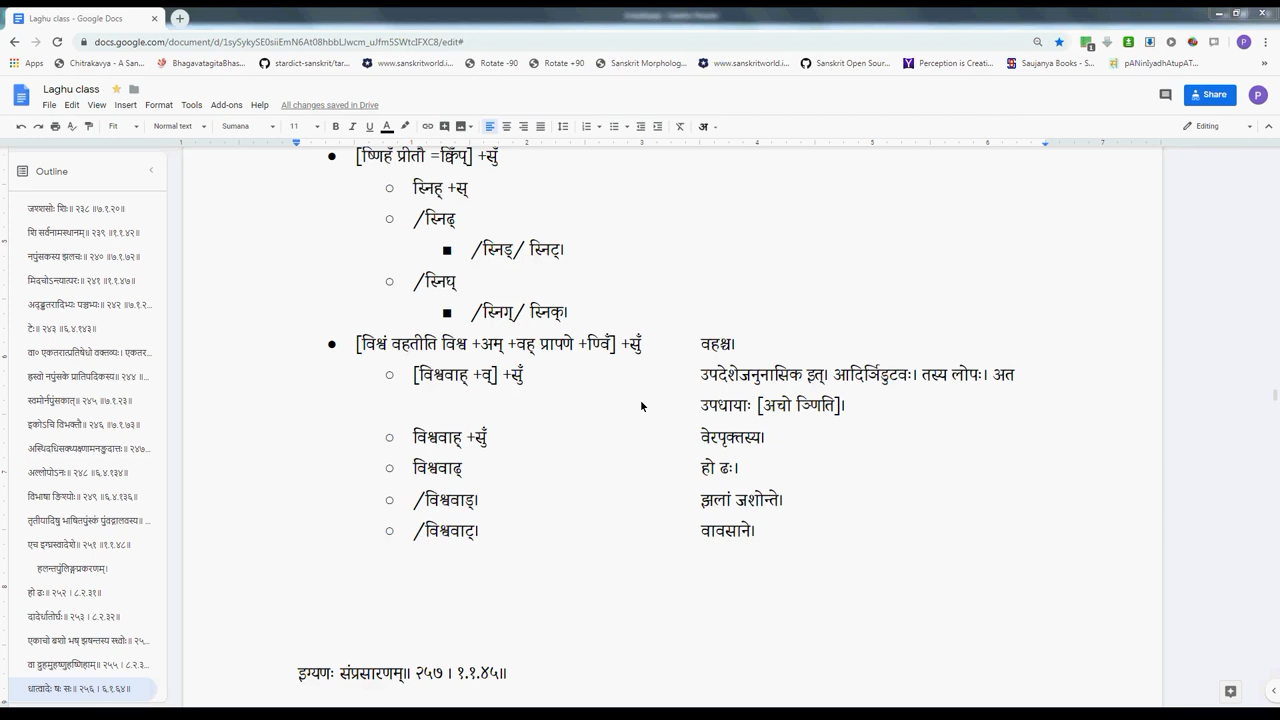 Laghu class - Google Docs
docs.google.com/document/d/1sySykySE0siiEmN6At08hbbLJwcm_uJfm5SWtcIFXC8/edit#
Apps Chitrakavya - A San... BhagavatagitaBhas... stardict-sanskrit/tar... www.sanskritworld.i... Rotate -90 Rotate +90 Sanskrit Morpholog... www.sanskritworld.i... Sanskrit Open Sour... Perception is Creati... Saujanya Books - S... pANinIyadhAtupAT...
Laghu class
File Edit View Insert Format Tools Add-ons Help All changes saved in Drive
Share
Fit Normal text Sumana 11 Editing
Outline
जश्शसोः शिः॥ २३८ ॥७.१.२०॥
शि सर्वनामस्थानम्॥ २३९ ॥१.१.४२॥
नपुंसकस्य झलचः॥ २४० ॥७.१.७२॥
मिदचोऽन्त्यात्परः॥ २४१ ॥१.१.४७॥
अद्ड्डतरादिभ्यः पञ्चभ्यः॥ २४२ ॥७.१.२...
टेः॥ २४३ ॥६.४.१४३॥
वा० एकतरात्प्रतिषेधो वक्तव्यः। एकतर...
ह्रस्वो नपुंसके प्रातिपदिकस्य॥ २४४ ...
स्वमोर्नपुंसकात्॥ २४५ ॥७.१.२३॥
इकोऽचि विभक्तौ॥ २४६ ॥७.१.७३॥
अस्थिदधिसक्थ्यक्ष्णामनङुदात्तः॥ २४७...
अल्लोपोऽनः॥ २४८ ॥६.४.१३४॥
विभाषा ङिश्योः॥ २४९ ॥६.४.१३६॥
तृतीयादिषु भाषितपुंस्कं पुंवद्गालवस्य॥ ...
एच इग्घ्रस्वादेशे॥ २५१ ॥१.१.४८॥
हलन्तपुंलिङ्गप्रकरणम्।
हो ढः॥ २५२ । ८.२.३१॥
दादेर्धातोर्घः॥ २५३ । ८.२.३२॥
एकाचो बशो भष् झषन्तस्य स्ध्वोः॥ २५...
वा द्रुहमुहष्णुहष्णिहाम्॥ २५५ । ८.२.३...
धात्वादेः षः सः॥ २५६ । ६.१.६४॥
[ष्णिहँ प्रीतौ =क्विँप्] +सुँ
स्निह् +स्
/स्निढ्
/स्निड्/ स्निट्।
/स्निघ्
/स्निग्/ स्निक्।
[विश्वं वहतीति विश्व +अम् +वह् प्रापणे +ण्विँ] +सुँ वहश्च।
[विश्ववाह् +व्] +सुँ उपदेशेजनुनासिक इत्। आदिर्ञिटुडवः। तस्य लोपः। अत
उपधायाः [अचो ञ्णिति]।
विश्ववाह् +सुँ वेरपृक्तस्य।
विश्ववाढ् हो ढः।
/विश्ववाड्। झलां जशोन्ते।
/विश्ववाट्। वावसाने।
इग्यणः संप्रसारणम्॥ २५७ । १.१.४५॥